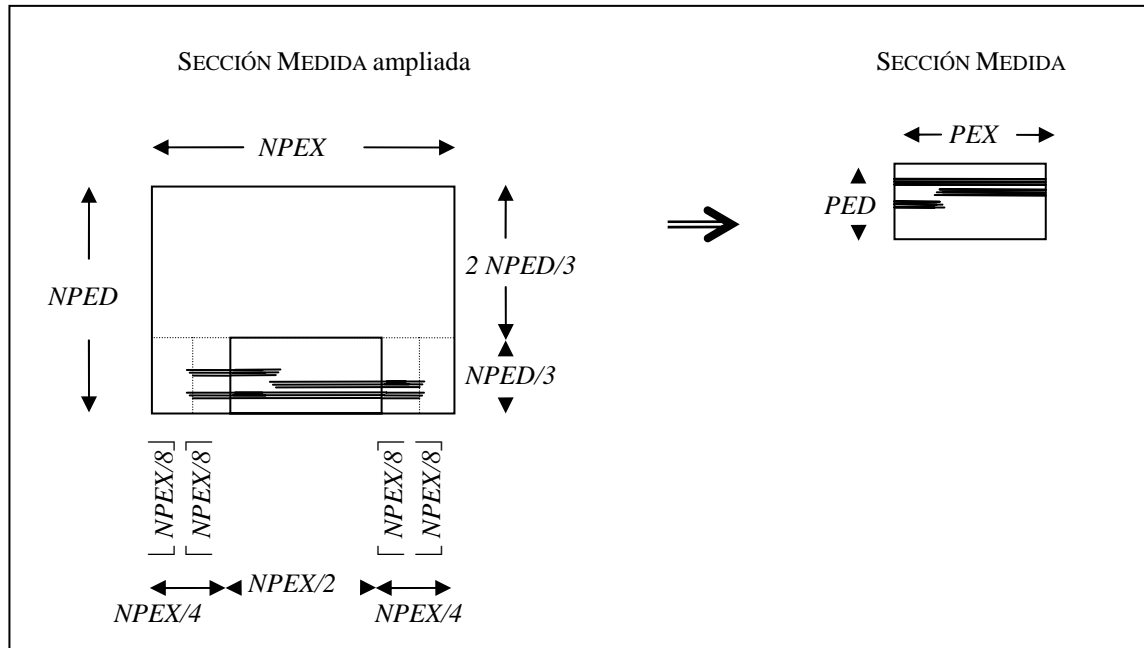 SECCIÓN MEDIDA ampliada
SECCIÓN MEDIDA
NPEX
PEX
NPED
2 NPED/3
PED
NPED/3
NPEX/8
NPEX/8
NPEX/8
NPEX/8
NPEX/2
NPEX/4
NPEX/4